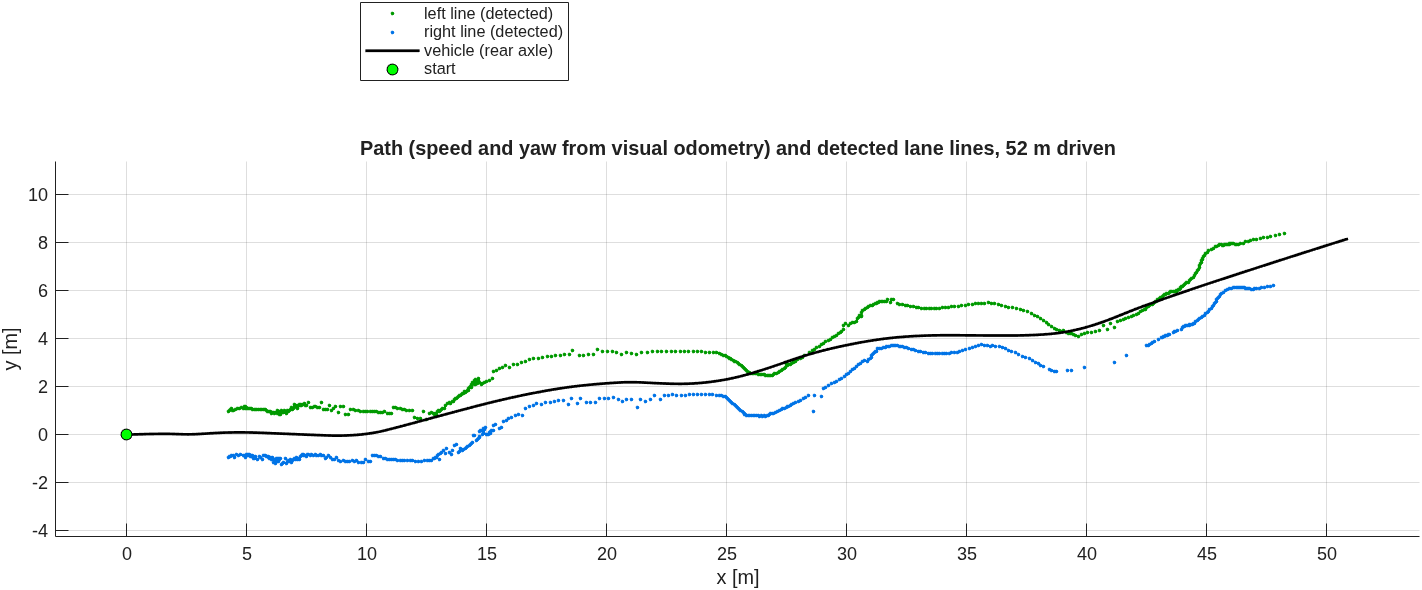 left line (detected)
right line (detected)
vehicle (rear axle)
start
Path (speed and yaw from visual odometry) and detected lane lines, 52 m driven
10
8
6
4
2
0
-2
-4
y [m]
0 5 10 15 20 25 30 35 40 45 50
x [m]